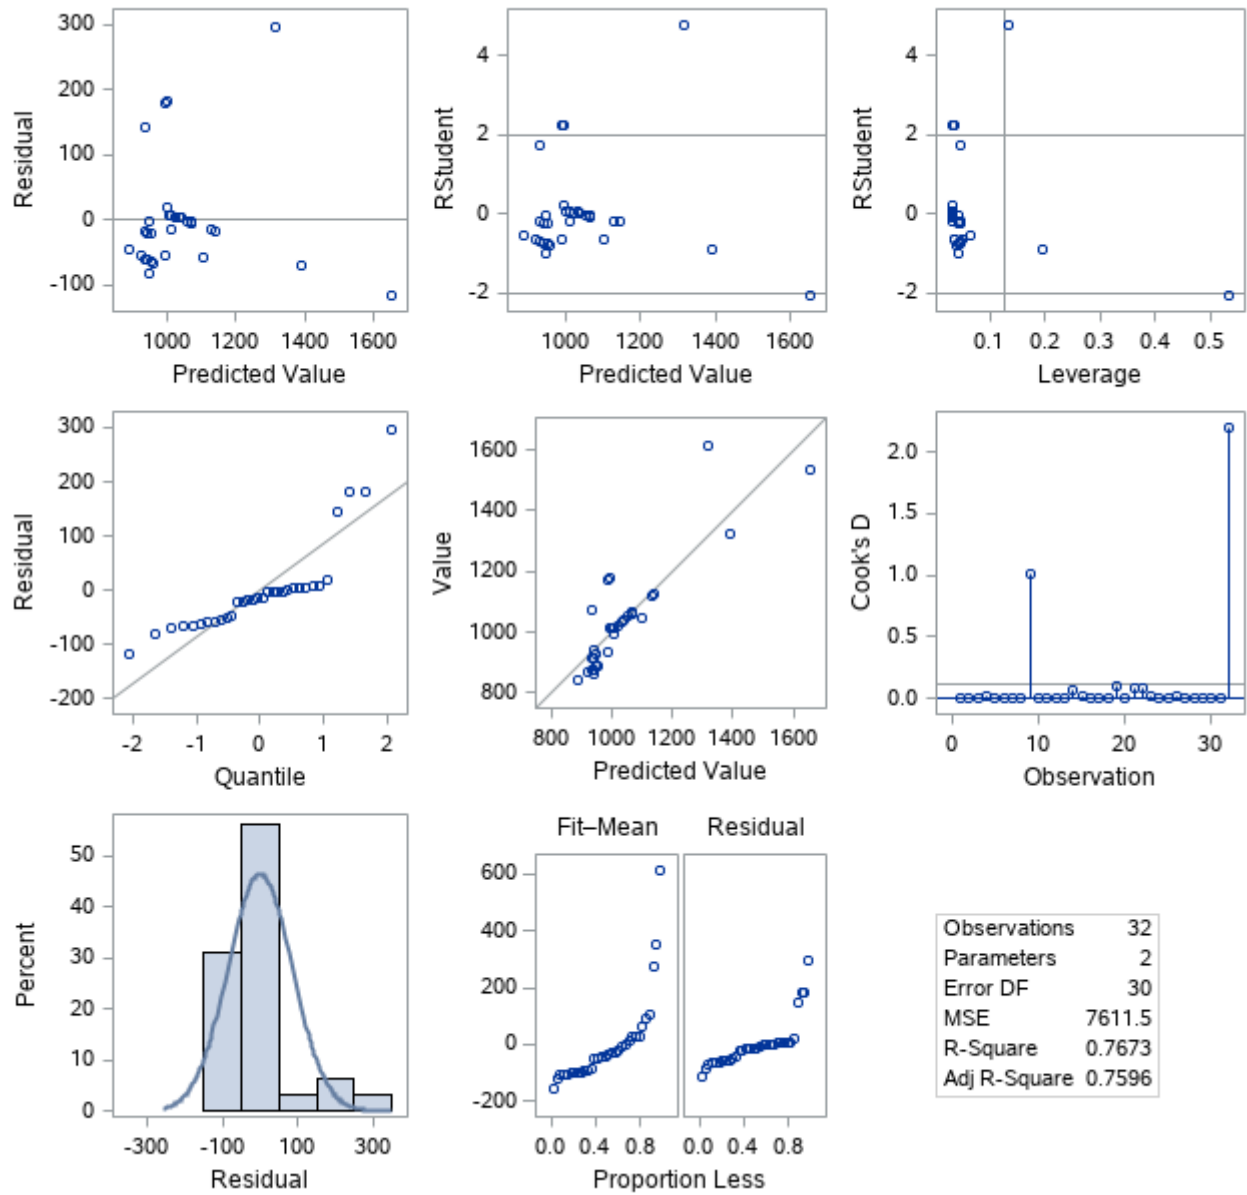 300
200
100
0
-100
Residual
1000 1200 1400 1600
Predicted Value
4
2
0
-2
RStudent
1000 1200 1400 1600
Predicted Value
4
2
0
-2
RStudent
0.1 0.2 0.3 0.4 0.5
Leverage
300
200
100
0
-100
-200
Residual
-2 -1 0 1 2
Quantile
1600
1400
1200
1000
800
Value
800 1000 1200 1400 1600
Predicted Value
2.0
1.5
1.0
0.5
0.0
Cook's D
0 10 20 30
Observation
50
40
30
20
10
0
Percent
-300 -100 100 300
Residual
Fit–Mean Residual
600
400
200
0
-200
0.0 0.4 0.8 0.0 0.4 0.8
Proportion Less
Observations 32
Parameters 2
Error DF 30
MSE 7611.5
R-Square 0.7673
Adj R-Square 0.7596